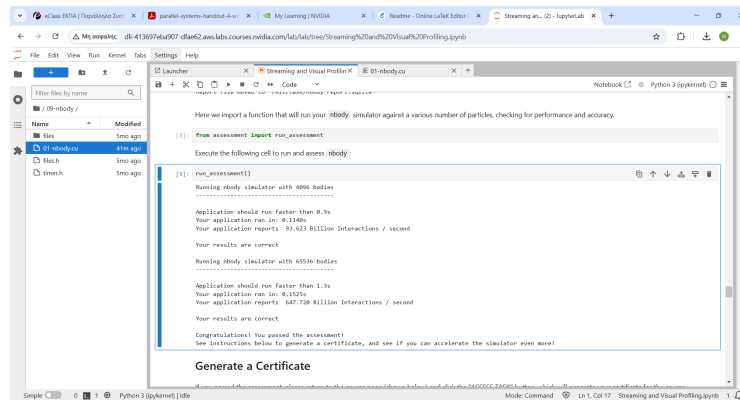 eClass ΕΚΠΑ | Παράλληλα Συστ
parallel-systems-handout-4-wi
My Learning | NVIDIA
Readme - Online LaTeX Editor
Streaming an... (2) - JupyterLab
Μη ασφαλής
dli-413697eba907-dfae62.aws.labs.courses.nvidia.com/lab/lab/tree/Streaming%20and%20Visual%20Profiling.ipynb
File Edit View Run Kernel Tabs Settings Help
Launcher
Streaming and Visual Profilin
01-nbody.cu
Code
Notebook
Python 3 (ipykernel)
Filter files by name
/ 09-nbody /
Name
Modified
files 5mo ago
01-nbody.cu 41m ago
files.h 5mo ago
timer.h 5mo ago
Here we import a function that will run your nbody simulator against a various number of particles, checking for performance and accuracy.
[8]: from assessment import run_assessment
Execute the following cell to run and assess nbody:
[9]: run_assessment()
Running nbody simulator with 4096 bodies
----------------------------------------
Application should run faster than 0.9s
Your application ran in: 0.1140s
Your application reports 93.623 Billion Interactions / second
Your results are correct
Running nbody simulator with 65536 bodies
----------------------------------------
Application should run faster than 1.3s
Your application ran in: 0.1525s
Your application reports 647.720 Billion Interactions / second
Your results are correct
Congratulations! You passed the assessment!
See instructions below to generate a certificate, and see if you can accelerate the simulator even more!
Generate a Certificate
Simple
0
1
Python 3 (ipykernel) | Idle
Mode: Command
Ln 1, Col 17
Streaming and Visual Profiling.ipynb
1